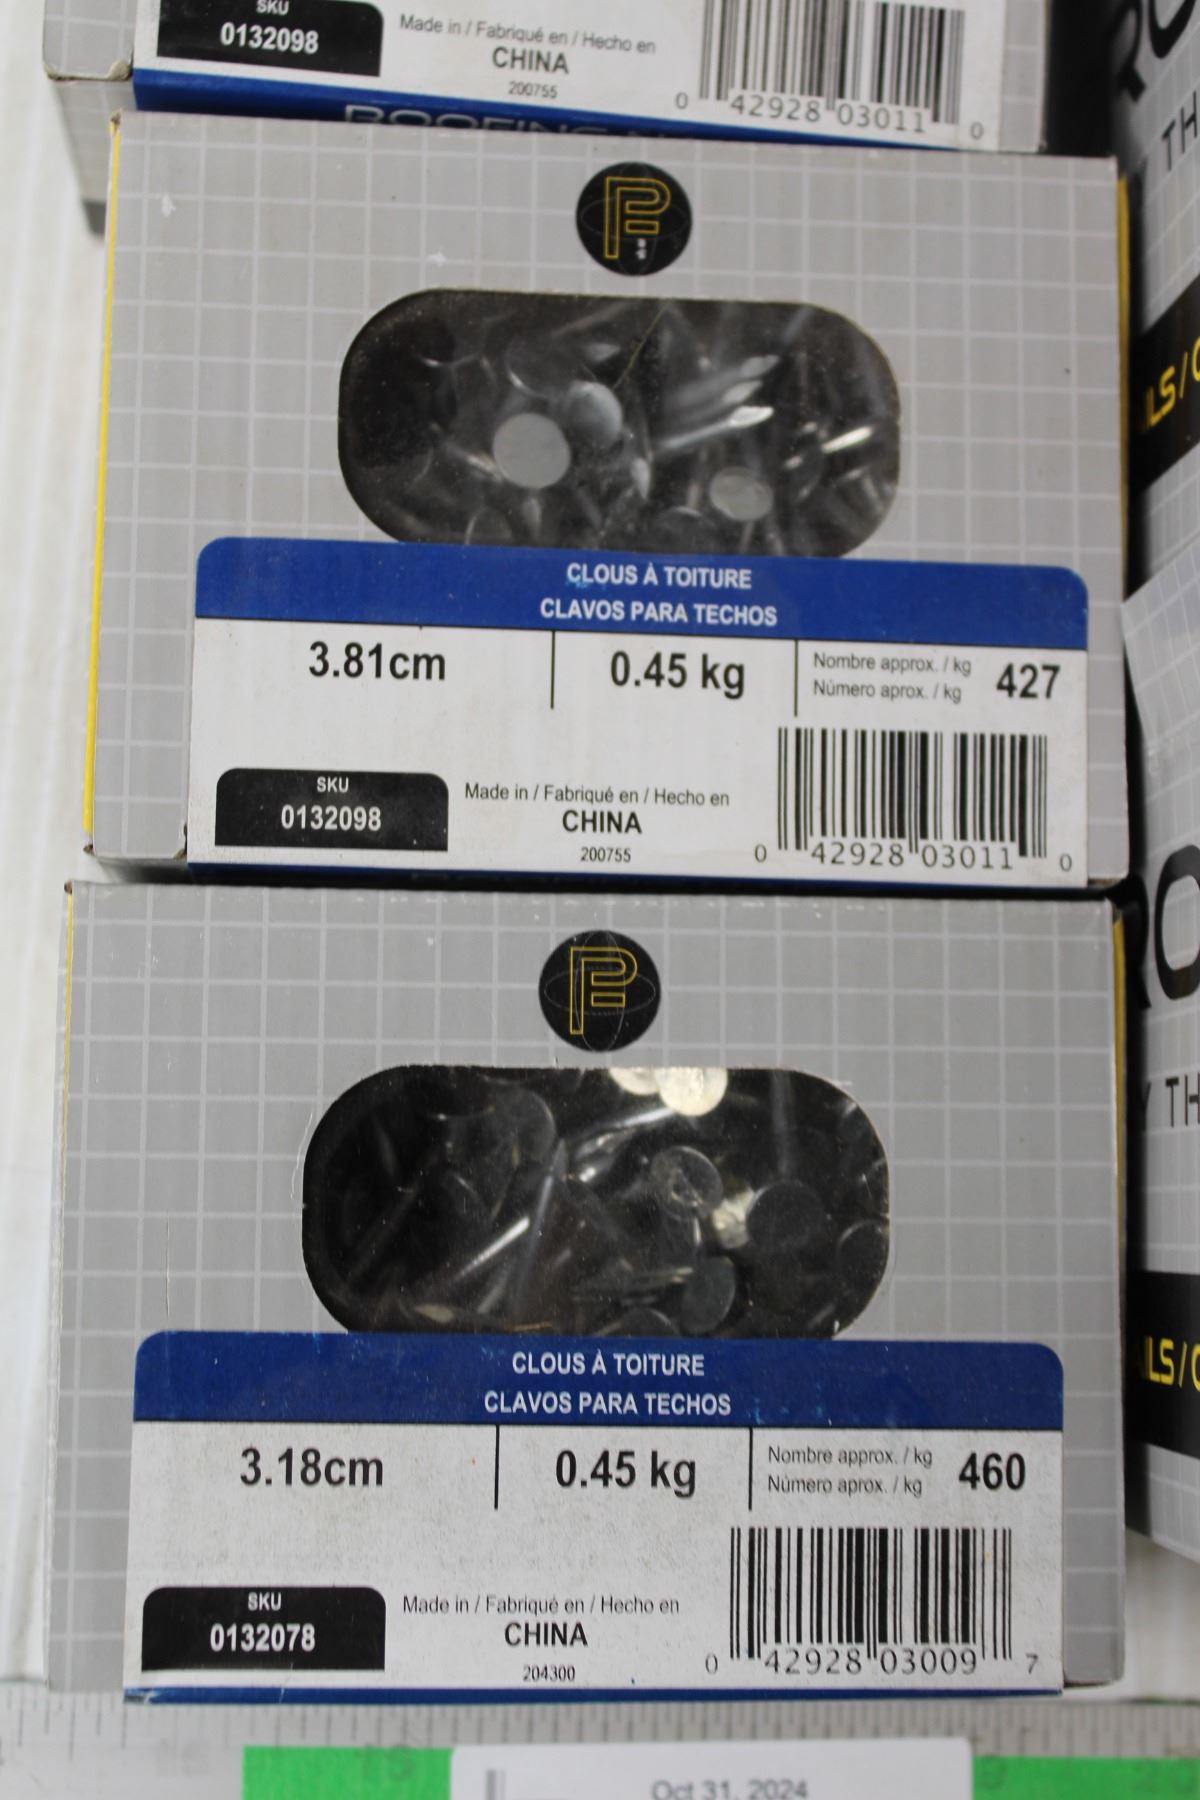 SKU
0132098
Made in / Fabriqué en / Hecho en
CHINA
200755
0 42928 03011 0
CLOUS À TOITURE
CLAVOS PARA TECHOS
3.81cm
0.45 kg
Nombre approx. / kg
Número aprox. / kg
427
SKU
0132098
Made in / Fabriqué en / Hecho en
CHINA
200755
0 42928 03011 0
CLOUS À TOITURE
CLAVOS PARA TECHOS
3.18cm
0.45 kg
Nombre approx. / kg
Número aprox. / kg
460
SKU
0132078
Made in / Fabriqué en / Hecho en
CHINA
204300
0 42928 03009 7
Oct 31, 2024